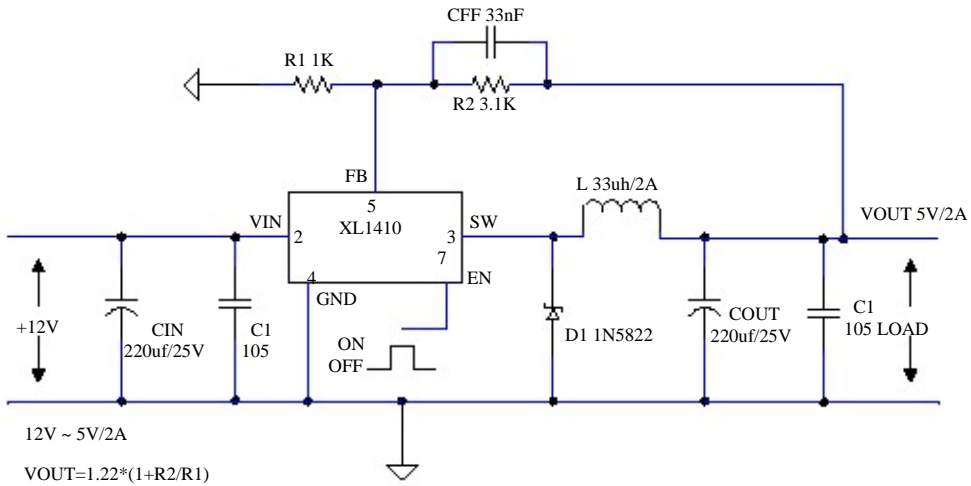 CFF 33nF
R1 1K
R2 3.1K
FB
L 33uh/2A
5
VIN
XL1410
SW
VOUT 5V/2A
2
3
7
4
EN
GND
+12V
CIN
220uf/25V
C1
105
ON
OFF
D1 1N5822
COUT
220uf/25V
C1
105 LOAD
12V ~ 5V/2A
VOUT=1.22*(1+R2/R1)